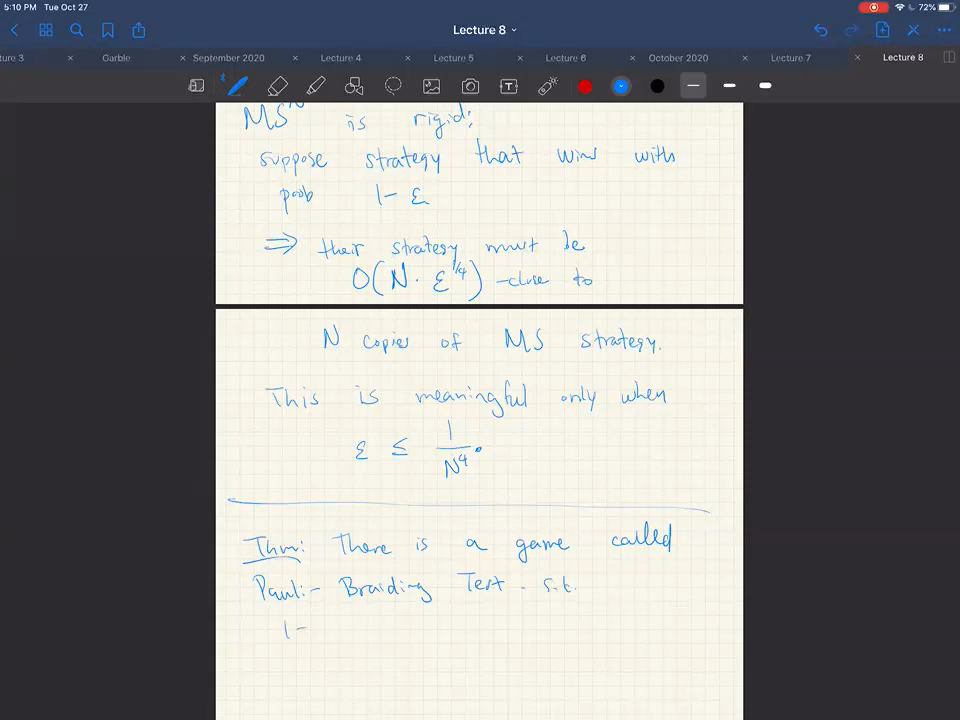 5:10 PM Tue Oct 27
72%
Lecture 8
ure 3
Garble
September 2020
Lecture 4
Lecture 5
Lecture 6
October 2020
Lecture 7
Lecture 8
MS^N is rigid:
suppose strategy that wins with
prob 1 - ε
⇒ their strategy must be
O(N · ε^1/4) - close to
N copies of MS strategy.
This is meaningful only when
ε ≤ 1/N^4.
Thm: There is a game called
Pauli-Braiding Test. s.t.
1 -